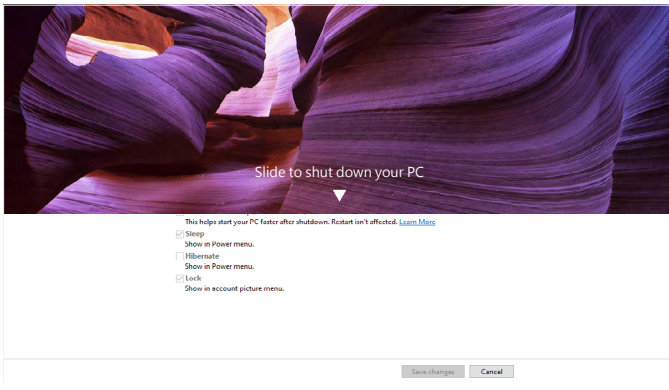 Slide to shut down your PC
This helps start your PC faster after shutdown. Restart isn't affected. Learn More
Sleep
Show in Power menu.
Hibernate
Show in Power menu.
Lock
Show in account picture menu.
Save changes Cancel